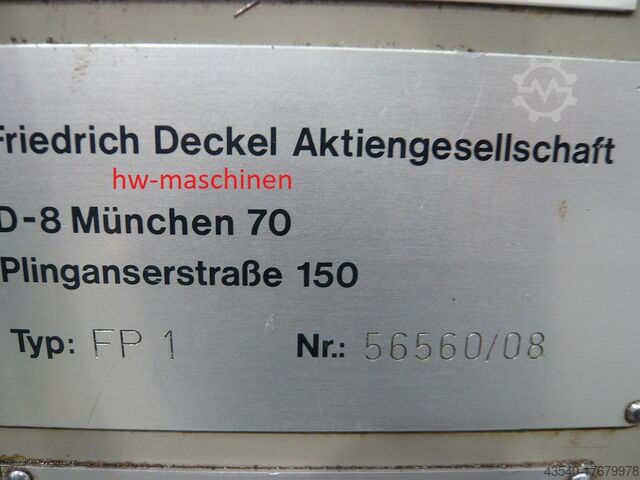 Friedrich Deckel Aktiengesellschaft
hw-maschinen
D-8 München 70
Plinganserstraße 150
Typ: FP 1 Nr.: 56560/08
43540-17679978